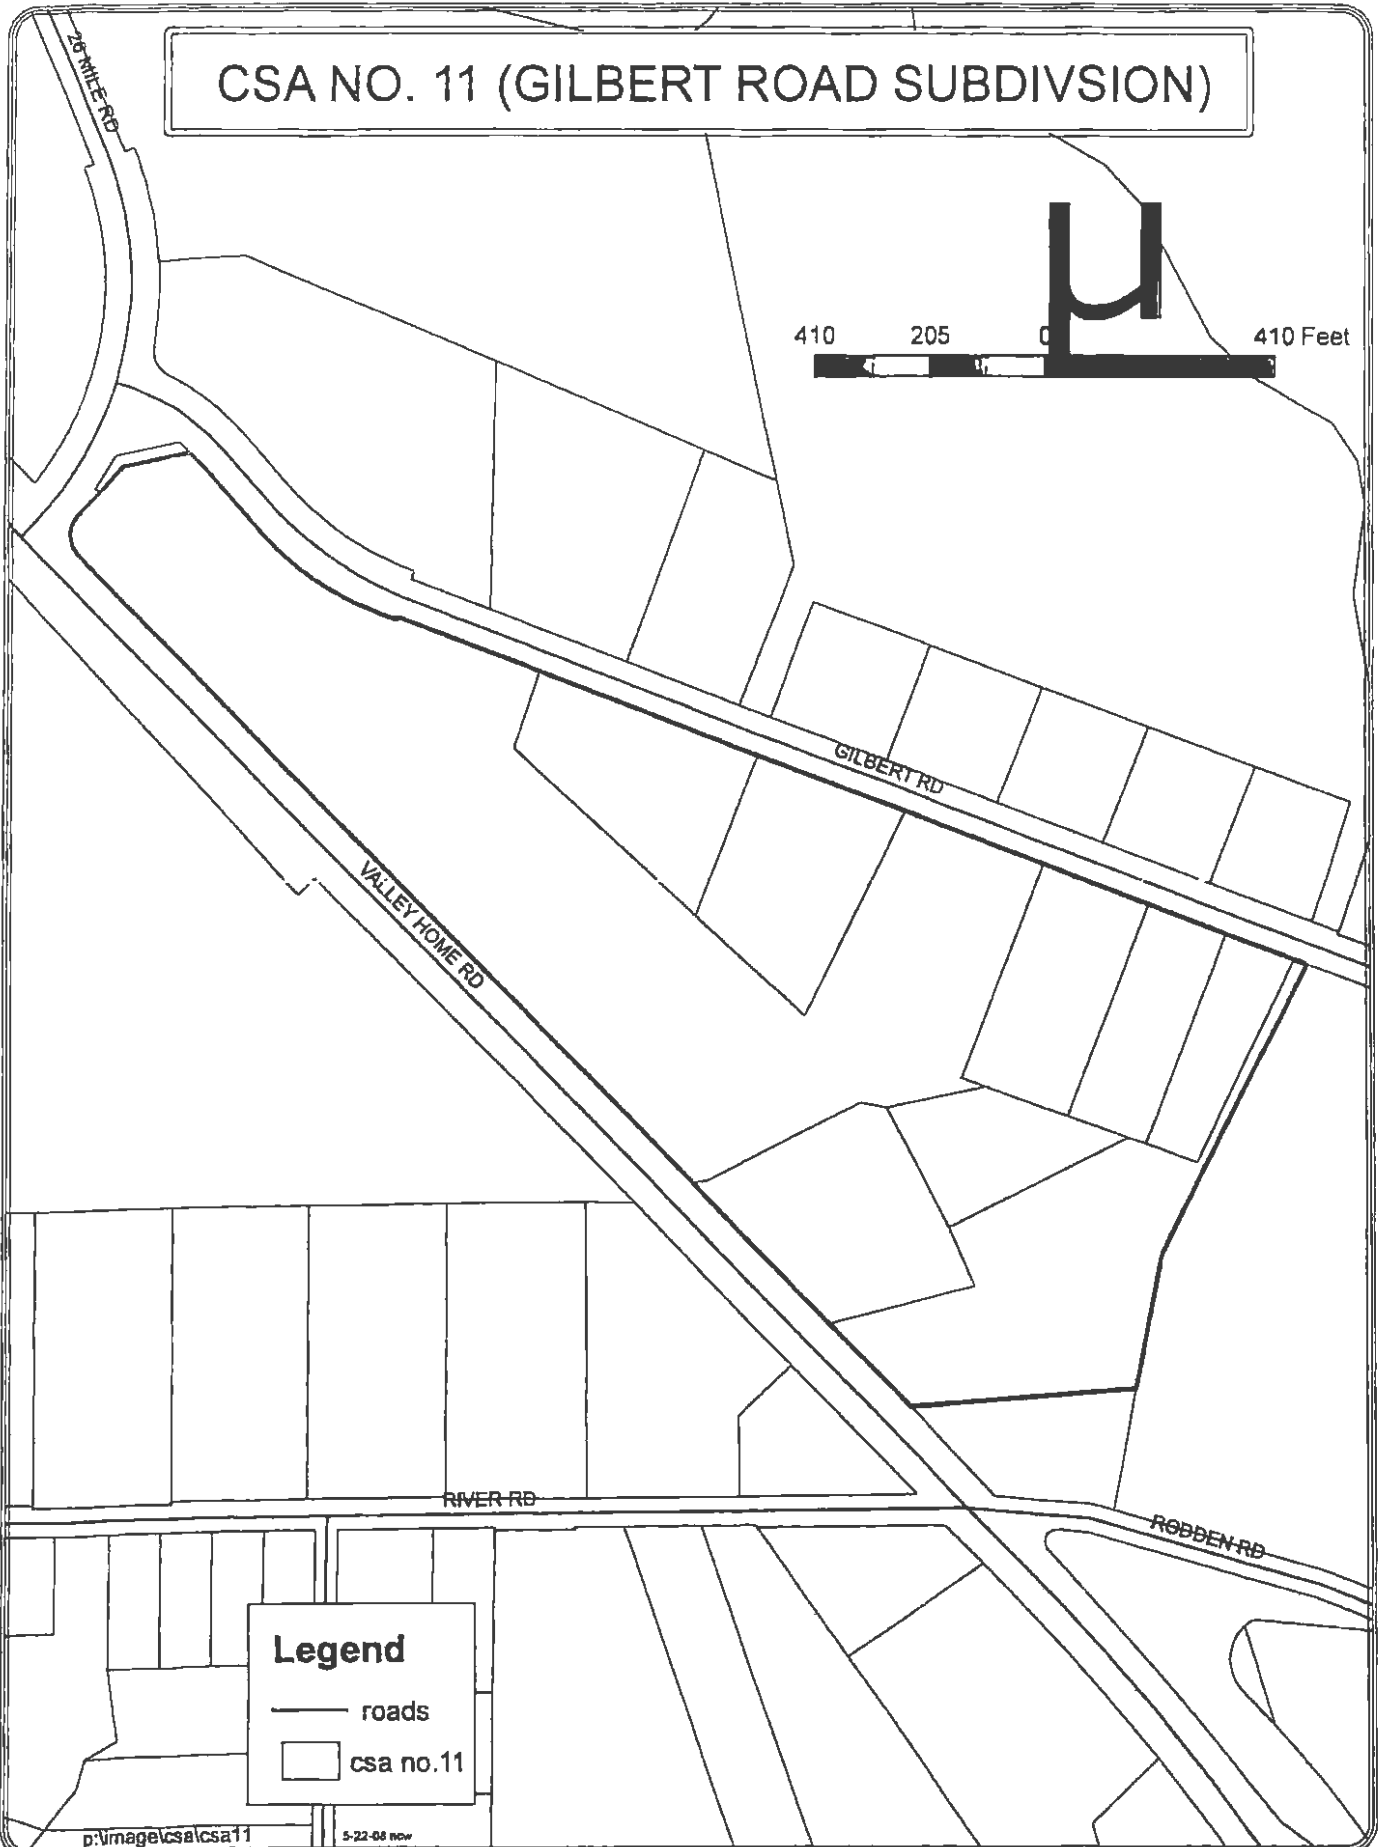 26 MILE RD
CSA NO. 11 (GILBERT ROAD SUBDIVSION)
410 205 0 410 Feet
GILBERT RD
VALLEY HOME RD
RIVER RD
RODDEN RD
Legend
roads
csa no.11
p:\image\csa\csa11
5-22-08 ncw